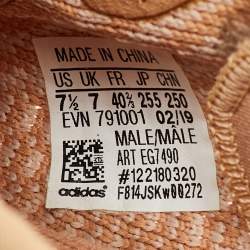 MADE IN CHINA
US UK FR JP CHN
7½ 7 40⅔ 255 250
EVN 791001 02/19
MALE/MÂLE
ART EG7490
#122180320
adidas F814JSKw00272